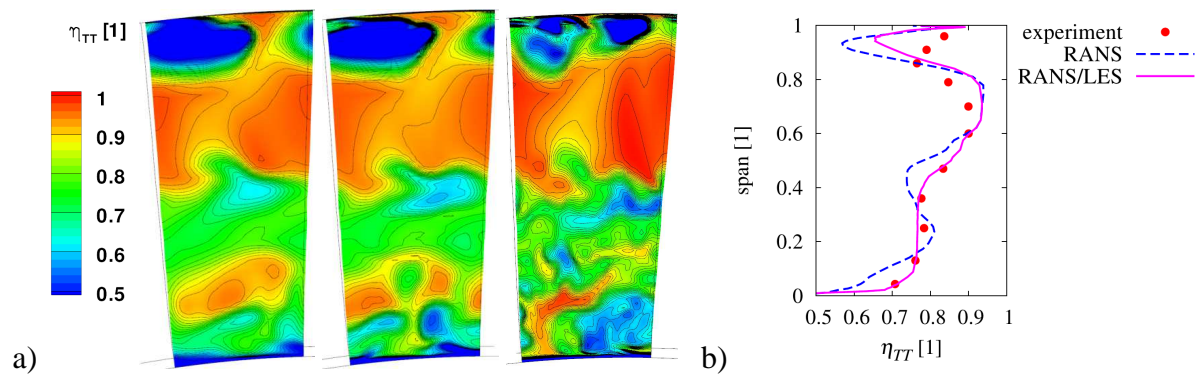 η_TT [1]
1
0.9
0.8
0.7
0.6
0.5
a)
experiment
RANS
RANS/LES
span [1]
1
0.8
0.6
0.4
0.2
0
0.5 0.6 0.7 0.8 0.9 1
η_TT [1]
b)